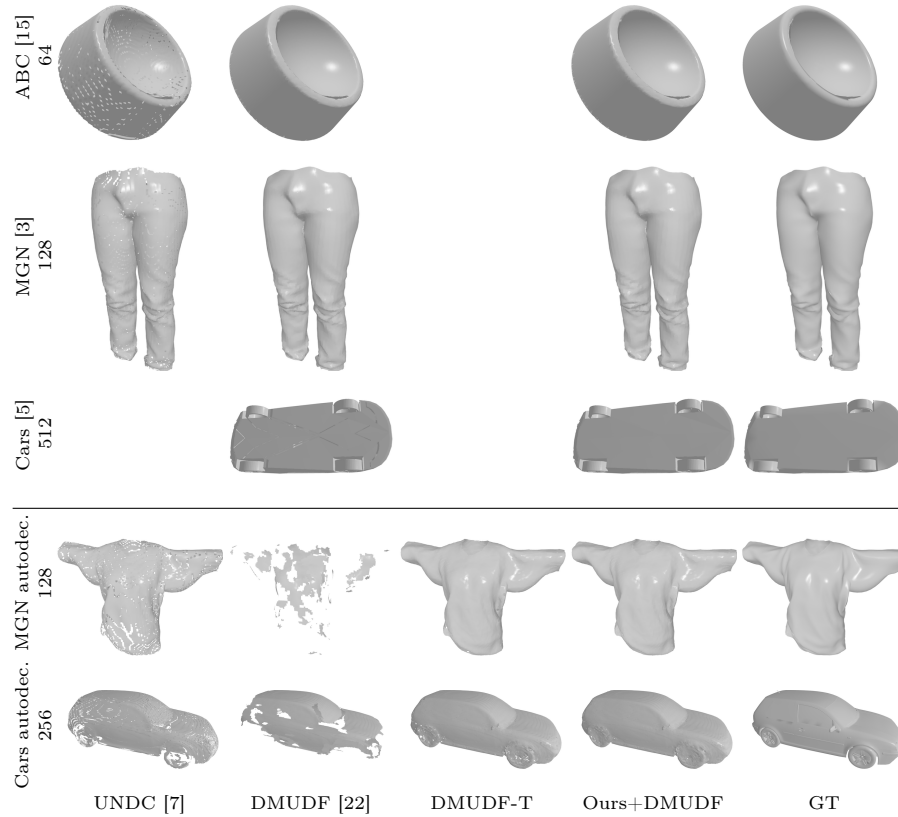 ABC [15]
64
MGN [3]
128
Cars [5]
512
MGN autodec.
128
Cars autodec.
256
UNDC [7] DMUDF [22] DMUDF-T Ours+DMUDF GT